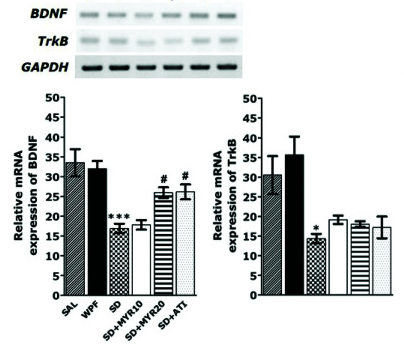 BDNF
TrkB
GAPDH
Relative mRNA
expression of BDNF
50
45
40
35
30
25
20
15
10
5
0
***
#
#
SAL
WPF
SD
SD+MYR10
SD+MYR20
SD+ATI
Relative mRNA
expression of TrkB
50
45
40
35
30
25
20
15
10
5
0
*